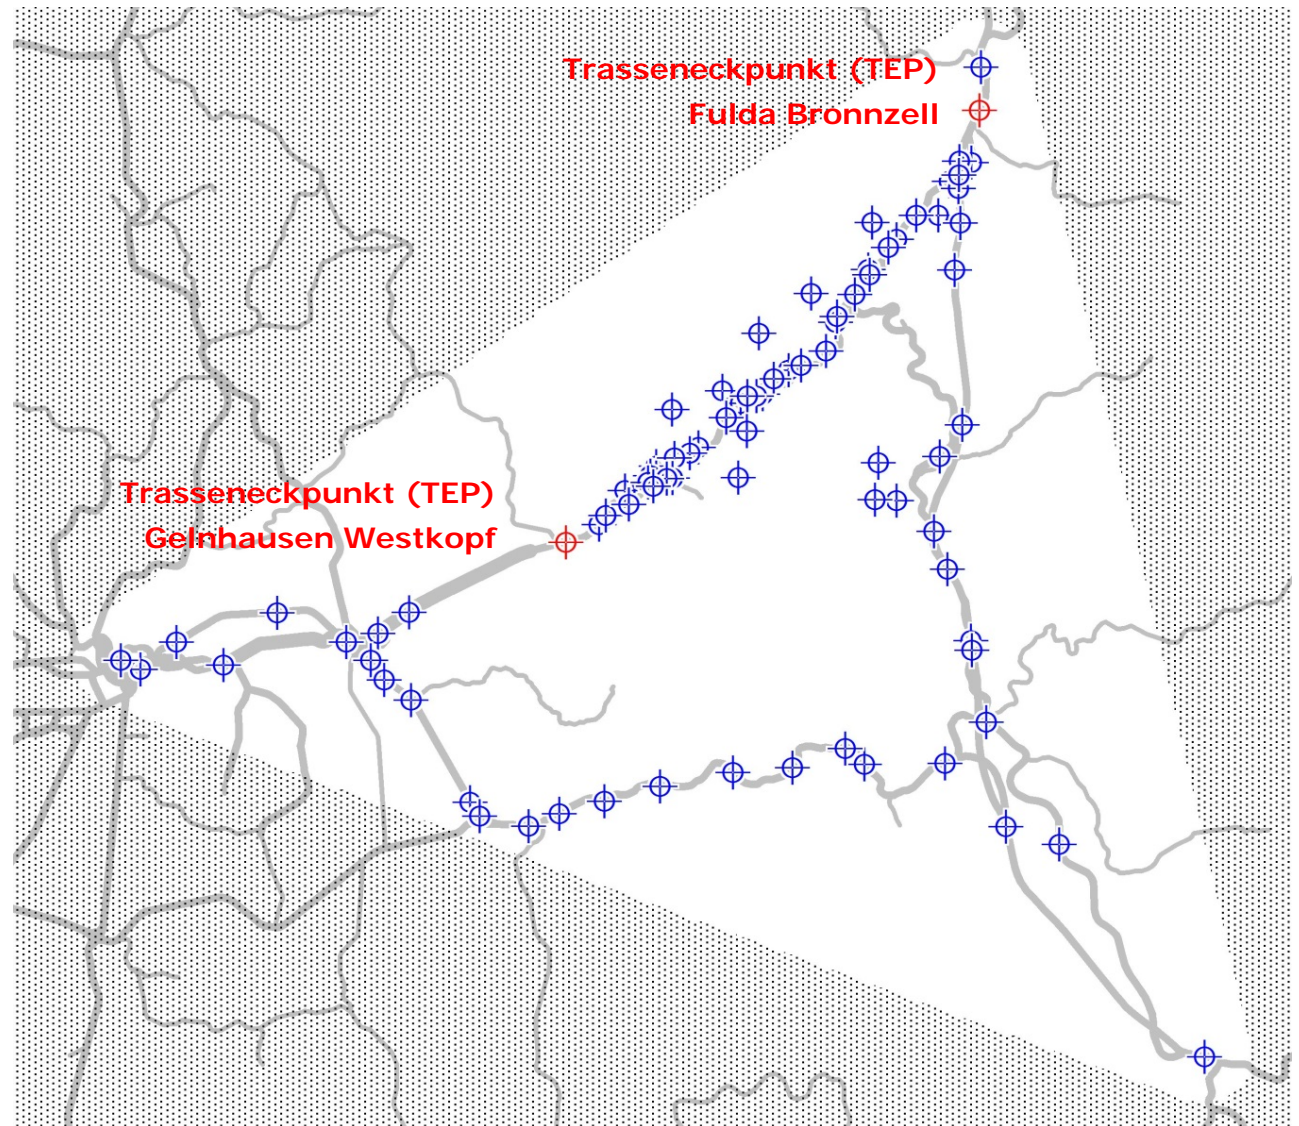 Trasseneckpunkt (TEP)
Fulda Bronnzell
Trasseneckpunkt (TEP)
Gelnhausen Westkopf